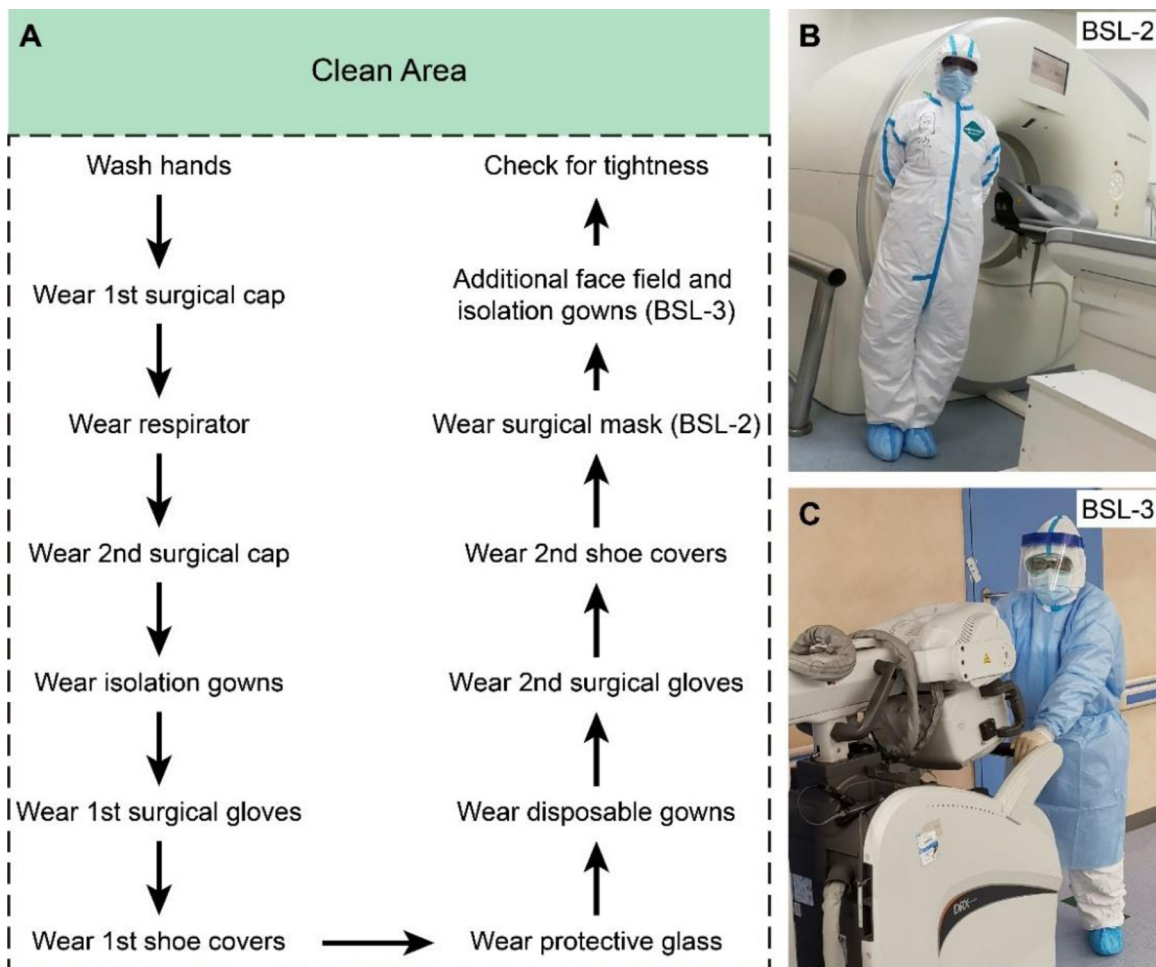 A
Clean Area
Wash hands
Wear 1st surgical cap
Wear respirator
Wear 2nd surgical cap
Wear isolation gowns
Wear 1st surgical gloves
Wear 1st shoe covers
Wear protective glass
Wear disposable gowns
Wear 2nd surgical gloves
Wear 2nd shoe covers
Wear surgical mask (BSL-2)
Additional face field and
isolation gowns (BSL-3)
Check for tightness
B
BSL-2
C
BSL-3
DRX